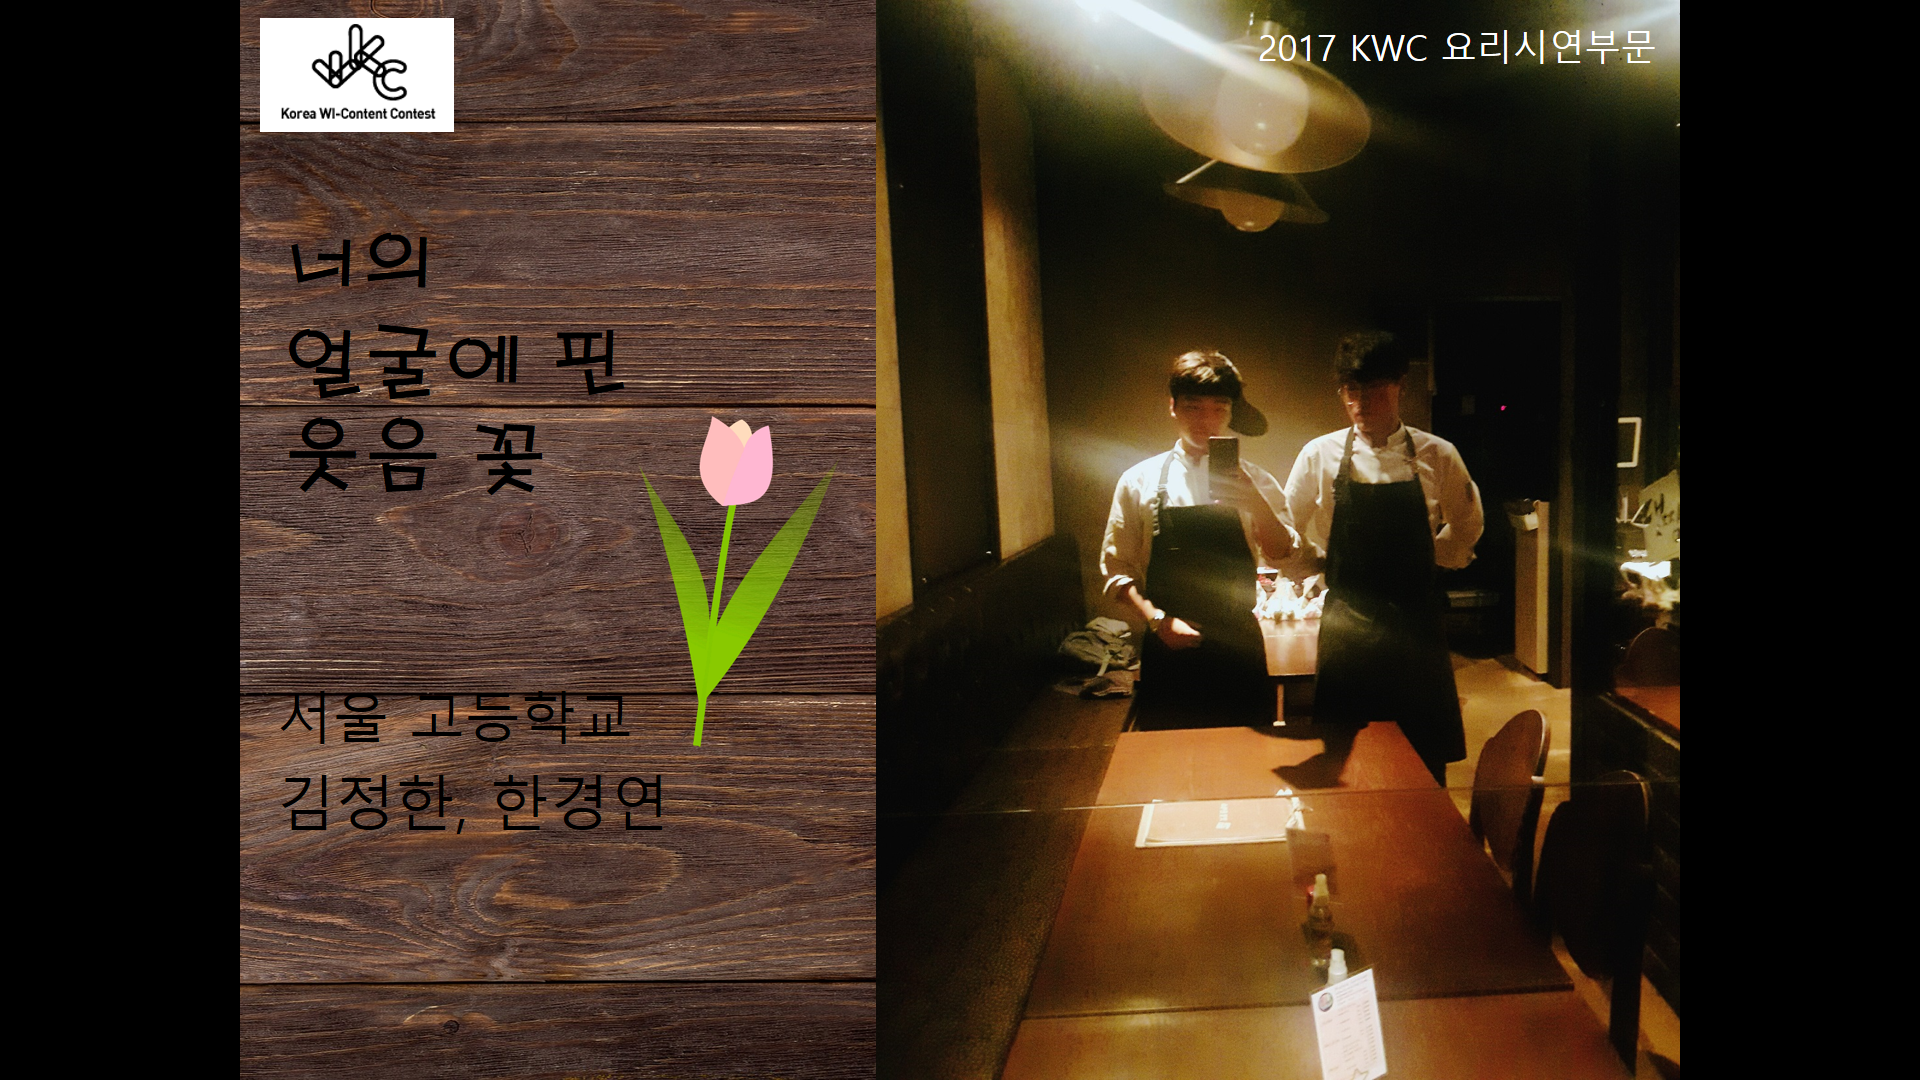 Korea WI-Content Contest
2017 KWC 요리시연부문
너의
얼굴에 핀
웃음 꽃
서울 고등학교
김정한, 한경연